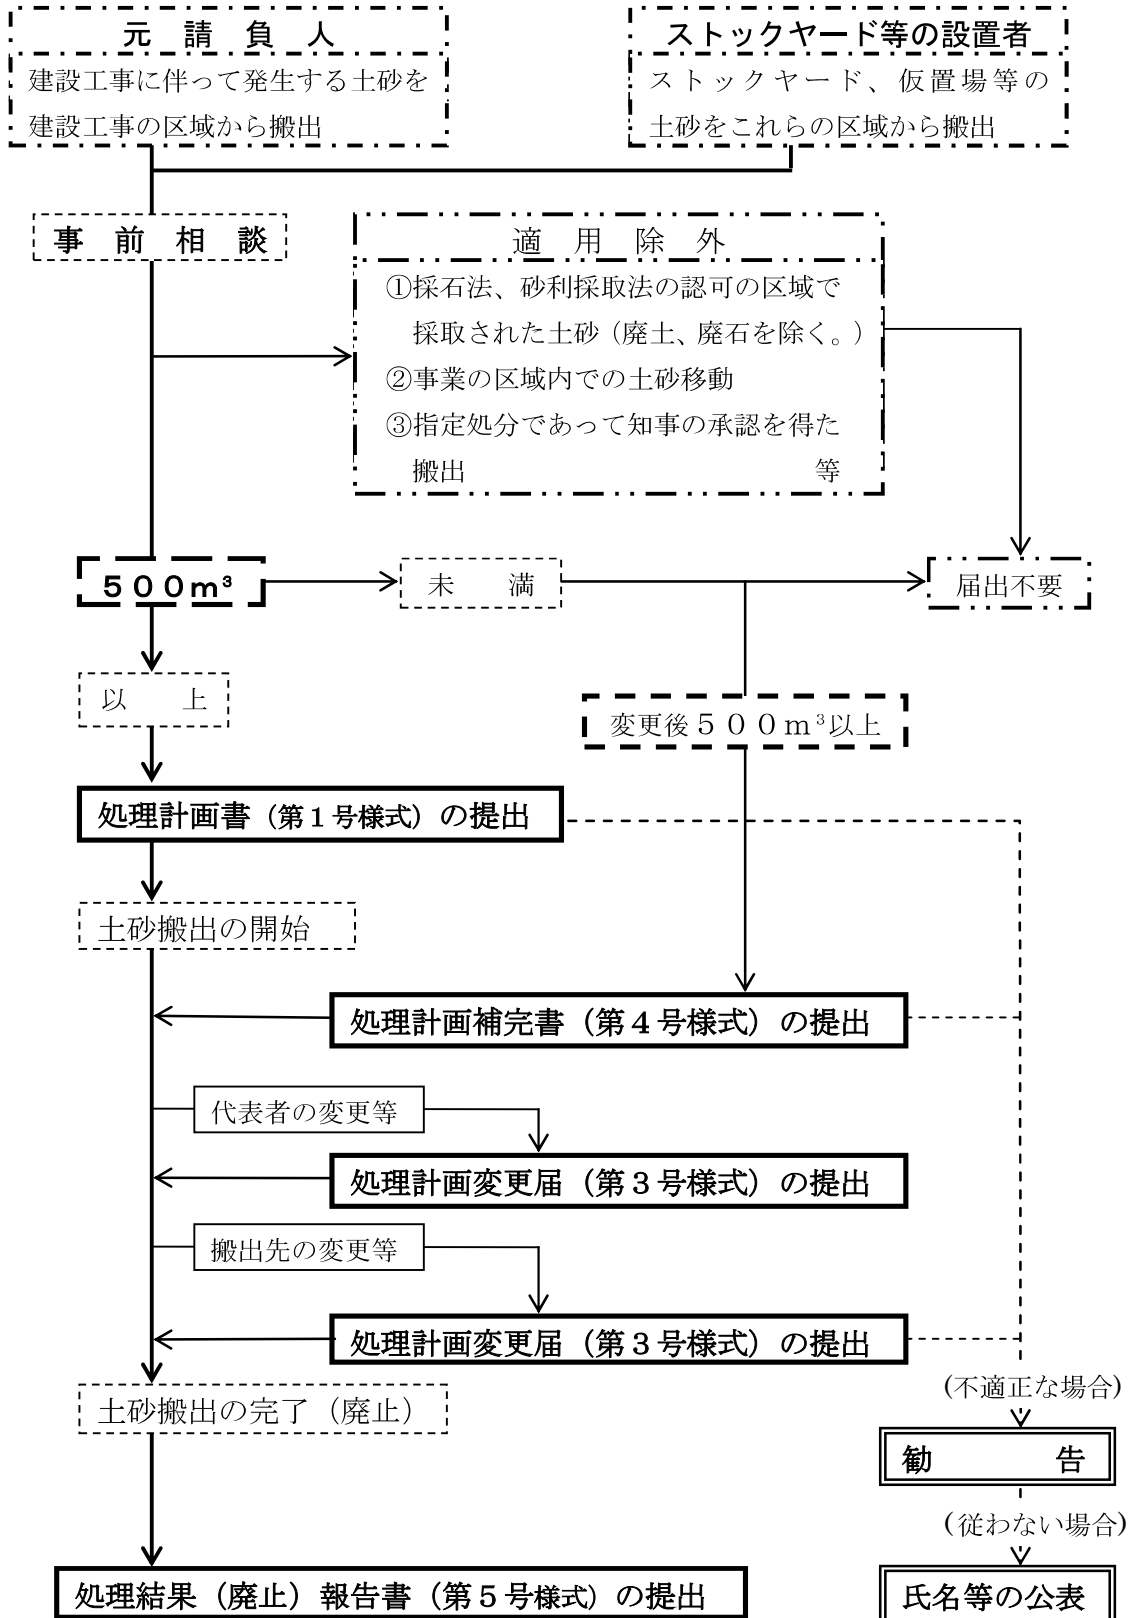 元請負人
建設工事に伴って発生する土砂を
建設工事の区域から搬出
ストックヤード等の設置者
ストックヤード、仮置場等の
土砂をこれらの区域から搬出
事前相談
適用除外
①採石法、砂利採取法の認可の区域で
採取された土砂（廃土、廃石を除く。）
②事業の区域内での土砂移動
③指定処分であって知事の承認を得た
搬出 等
５００ｍ³
未満
届出不要
以上
変更後５００ｍ³以上
処理計画書（第１号様式）の提出
土砂搬出の開始
処理計画補完書（第４号様式）の提出
代表者の変更等
処理計画変更届（第３号様式）の提出
搬出先の変更等
処理計画変更届（第３号様式）の提出
土砂搬出の完了（廃止）
(不適正な場合)
勧告
(従わない場合)
処理結果（廃止）報告書（第５号様式）の提出
氏名等の公表